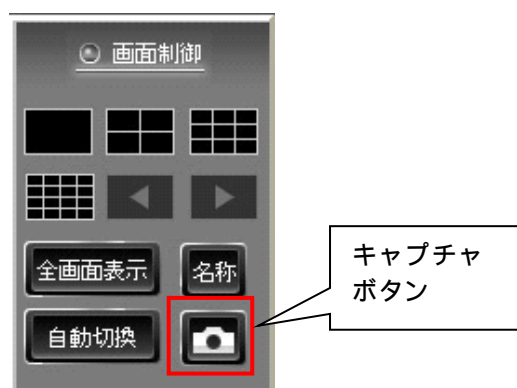 画面制御
全画面表示
名称
自動切換
キャプチャ
ボタン